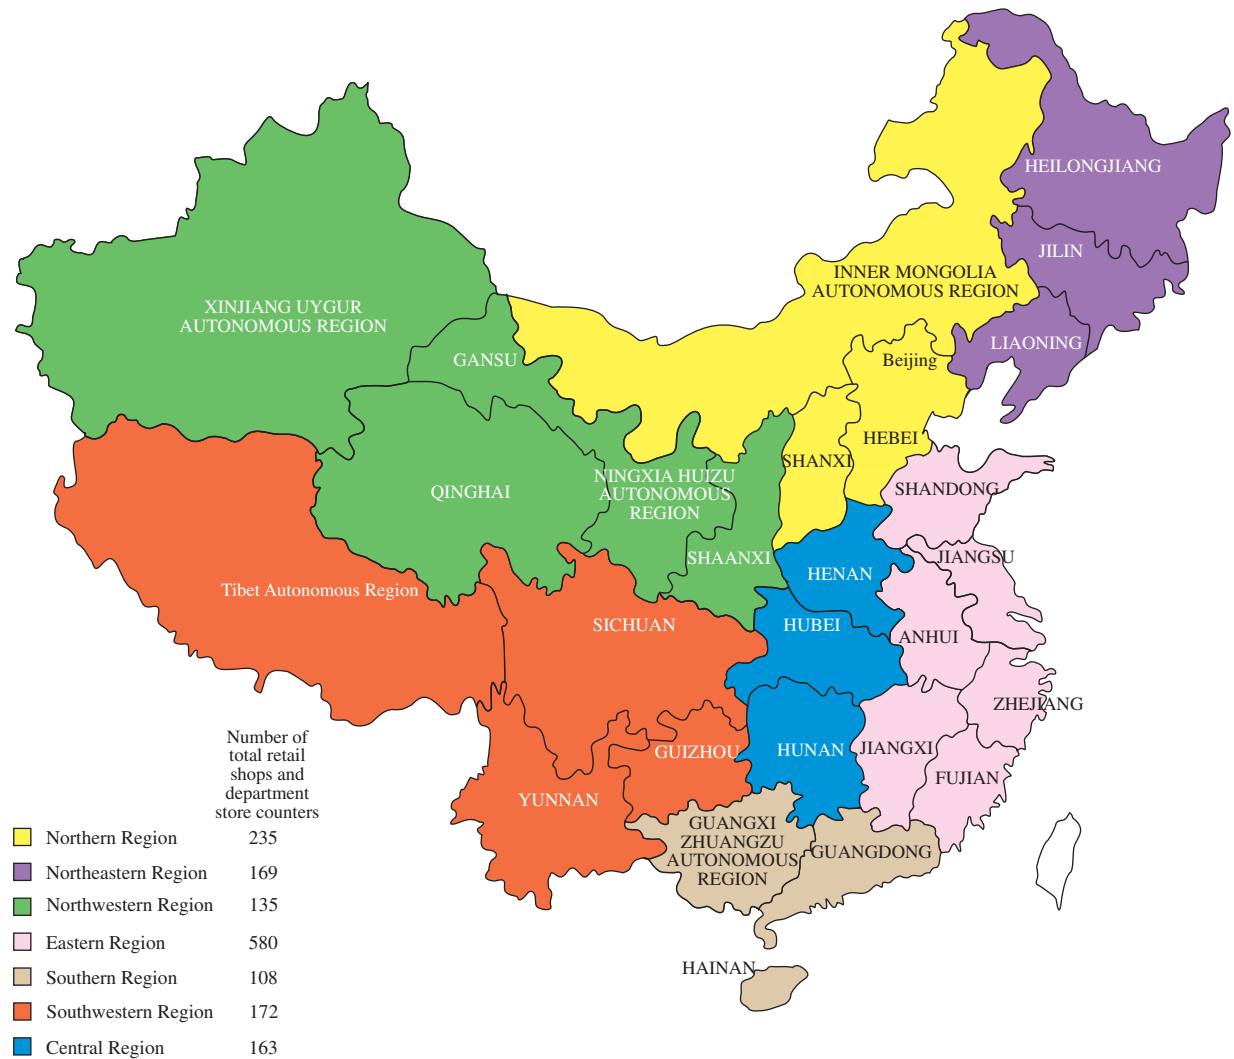 HEILONGJIANG
JILIN
INNER MONGOLIA
AUTONOMOUS REGION
XINJIANG UYGUR
AUTONOMOUS REGION
LIAONING
GANSU
Beijing
HEBEI
SHANXI
NINGXIA HUIZU
AUTONOMOUS
REGION
QINGHAI
SHANDONG
SHAANXI
JIANGSU
HENAN
Tibet Autonomous Region
SICHUAN
HUBEI
ANHUI
ZHEJIANG
GUIZHOU
HUNAN
JIANGXI
FUJIAN
YUNNAN
GUANGXI
ZHUANGZU
AUTONOMOUS
REGION
GUANGDONG
HAINAN
Number of
total retail
shops and
department
store counters
Northern Region 235
Northeastern Region 169
Northwestern Region 135
Eastern Region 580
Southern Region 108
Southwestern Region 172
Central Region 163